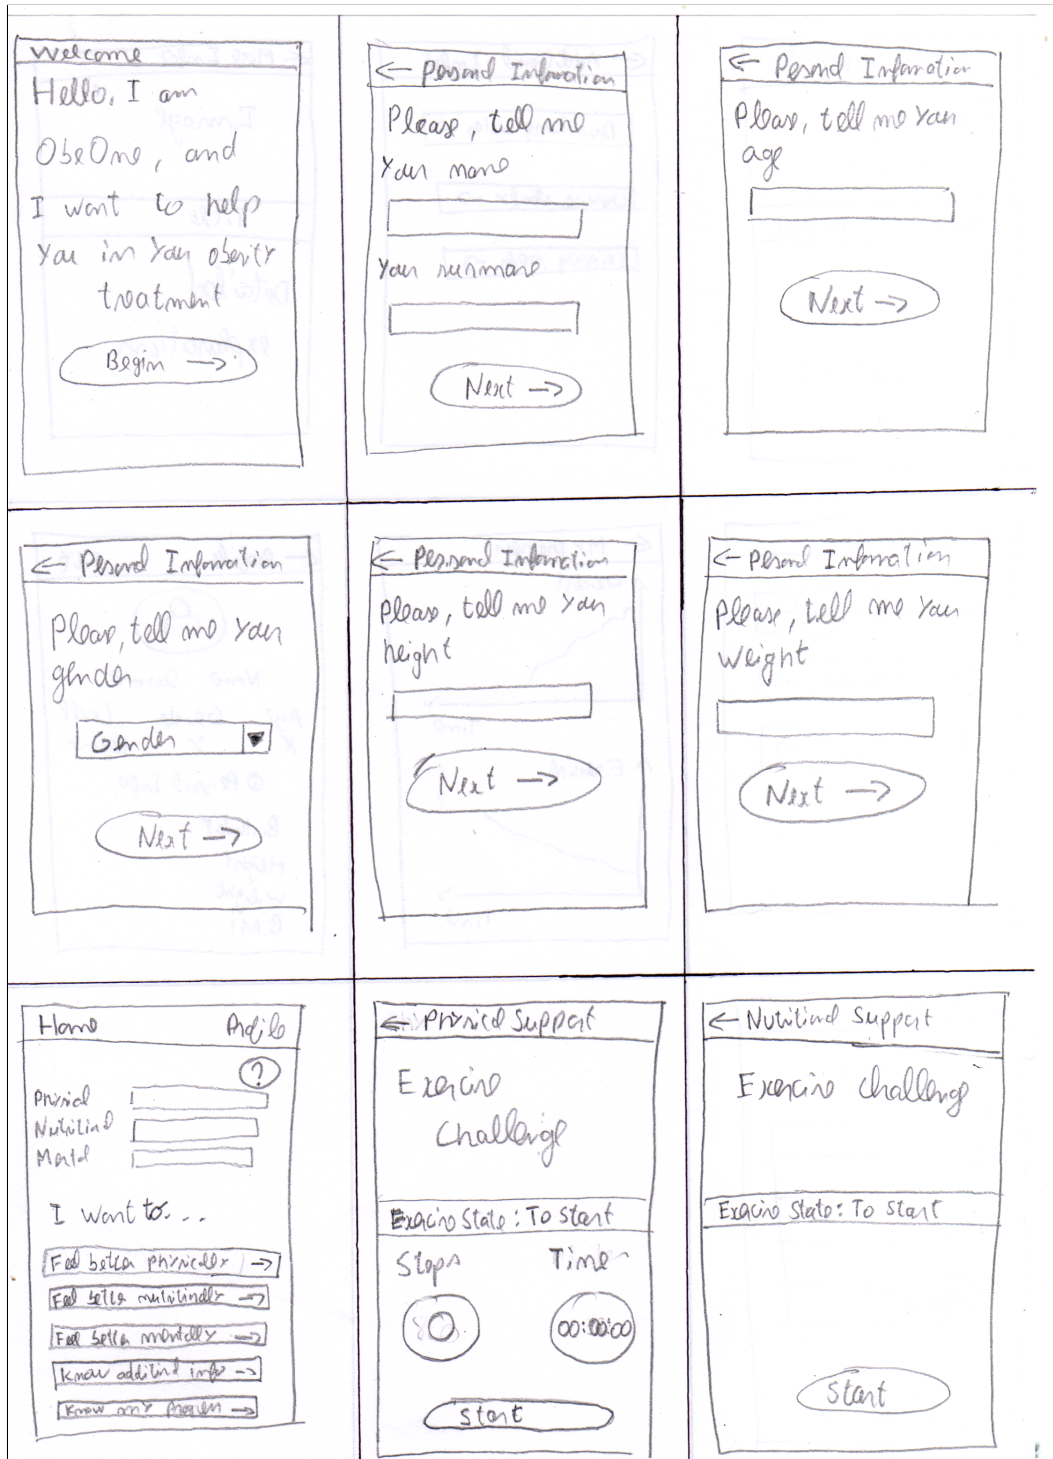 Welcome
Hello, I am
ObeOne, and
I want to help
you in your obesity
treatment
Begin →
← Personal Information
Please, tell me
your name
Your surname
Next →
← Personal Information
Please, tell me your
age
Next →
← Personal Information
Please, tell me your
gender
Gender
Next →
← Personal Information
Please, tell me your
height
Next →
← Personal Information
Please, tell me your
weight
Next →
Home Profile
?
Physical
Nutritional
Mental
I want to...
Feel better physically →
Feel better nutritionally →
Feel better mentally →
Know additional info →
Know my progress →
← Physical Support
Exercise
Challenge
Exercise State: To start
Steps Time
0 00:00:00
Start
← Nutritional Support
Exercise challenge
Exercise State: To start
Start